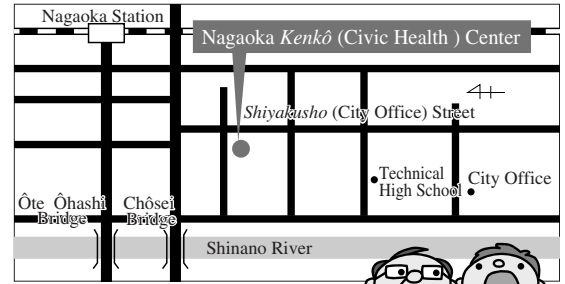 Nagaoka Station
Nagaoka Kenkô (Civic Health ) Center
Shiyakusho (City Office) Street
Technical
High School
City Office
Ôte Ôhashi
Bridge
Chôsei
Bridge
Shinano River